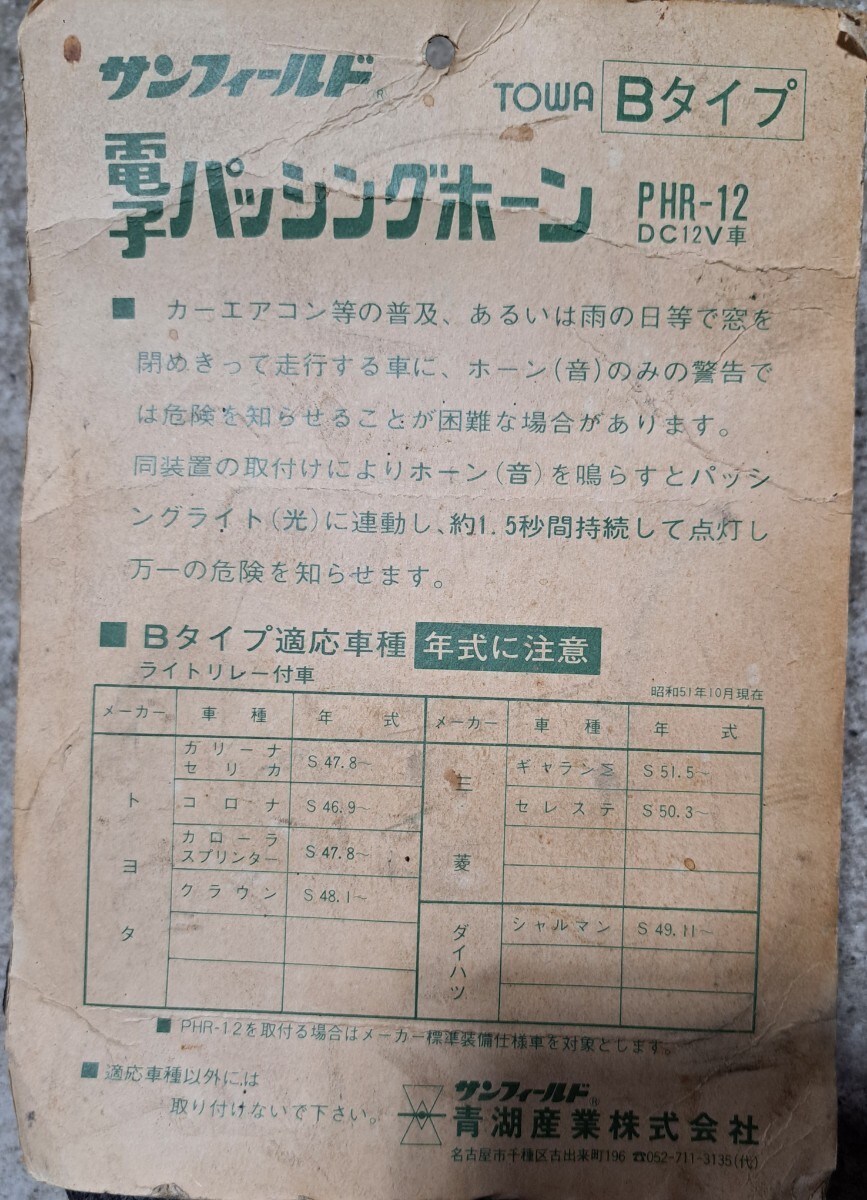 サンフィールド®
TOWA Bタイプ
電子パッシングホーン PHR-12
DC12V車
■ カーエアコン等の普及、あるいは雨の日等で窓を
閉めきって走行する車に、ホーン(音)のみの警告で
は危険を知らせることが困難な場合があります。
同装置の取付けによりホーン(音)を鳴らすとパッシ
ングライト(光)に連動し、約1.5秒間持続して点灯し
万一の危険を知らせます。
■ Bタイプ適応車種 年式に注意
ライトリレー付車
昭和51年10月現在
メーカー 車種 年式 メーカー 車種 年式
トヨタ
カリーナ
セリカ S 47.8~
コロナ S 46.9~
カローラ
スプリンター S 47.8~
クラウン S 48.1~
三菱
ギャランΣ S 51.5~
セレステ S 50.3~
ダイハツ
シャルマン S 49.11~
■ PHR-12を取付る場合はメーカー標準装備仕様車を対象とします。
■ 適応車種以外には
取り付けないで下さい。
サンフィールド®
青湖産業株式会社
名古屋市千種区古出来町196 ☎052-711-3135(代)